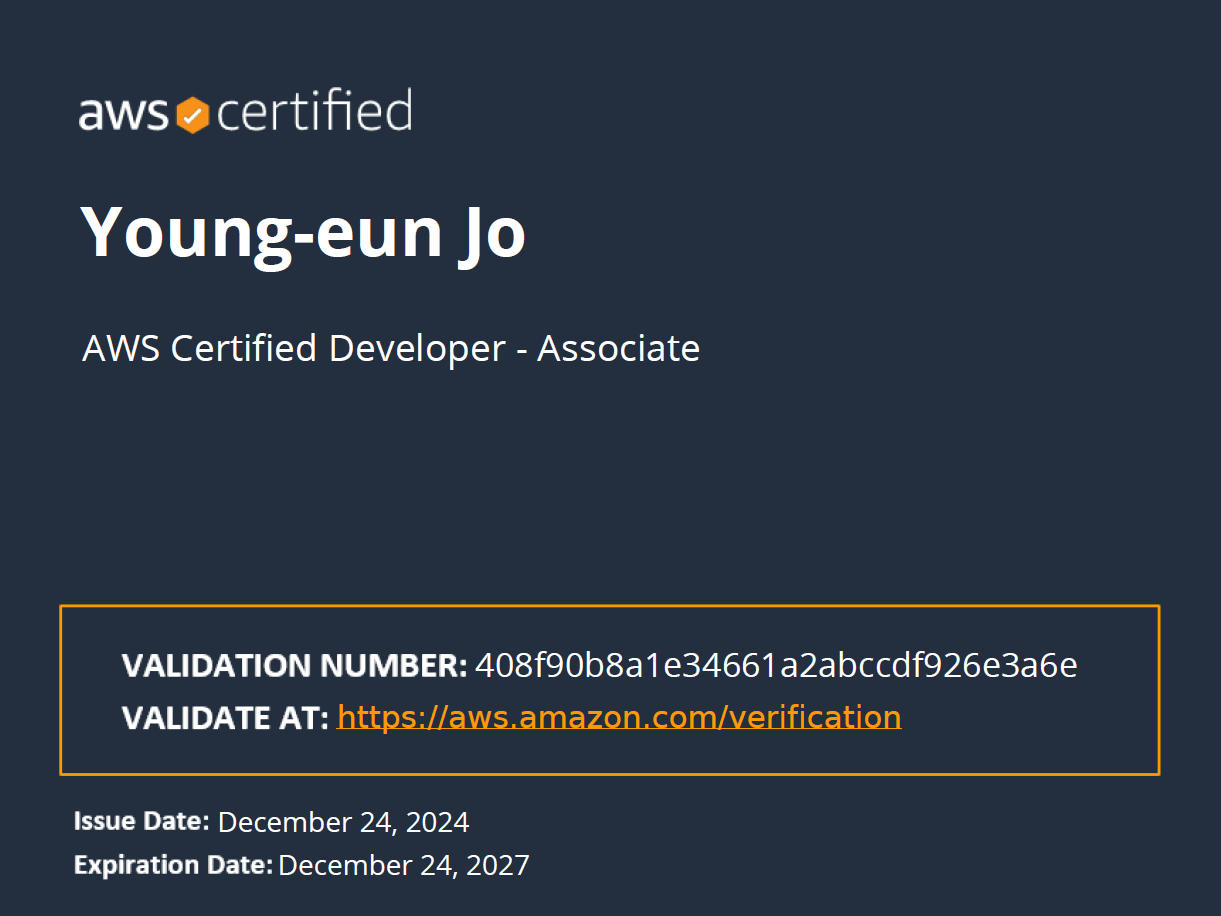 aws certified
Young-eun Jo
AWS Certified Developer - Associate
VALIDATION NUMBER: 408f90b8a1e34661a2abccdf926e3a6e
VALIDATE AT: https://aws.amazon.com/verification
Issue Date: December 24, 2024
Expiration Date: December 24, 2027